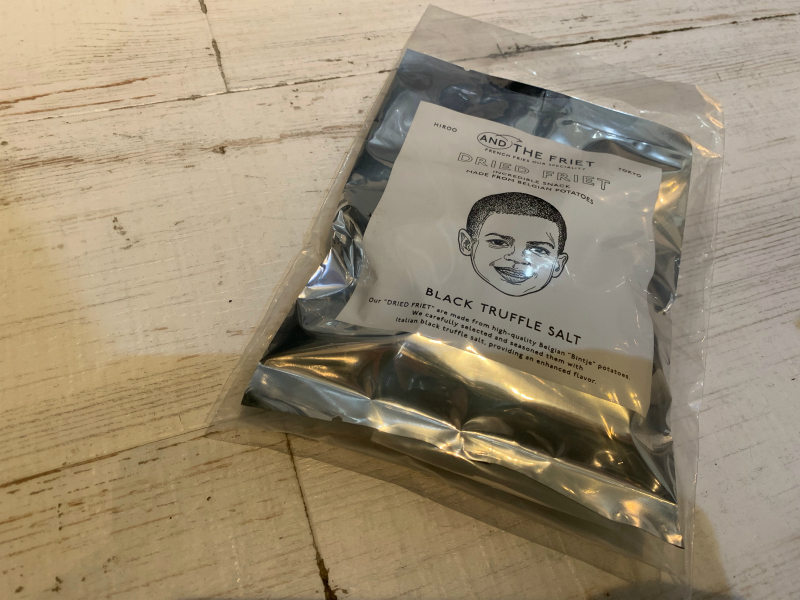 HIROO
AND THE FRIET
TOKYO
FRENCH FRIES OUR SPECIALITY
DRIED FRIET
INCREDIBLE SNACK
MADE FROM BELGIAN POTATOES
BLACK TRUFFLE SALT
Our "DRIED FRIET" are made from high-quality Belgian "Bintje" potatoes.
We carefully selected and seasoned them with
italian black truffle salt, providing an enhanced flavor.